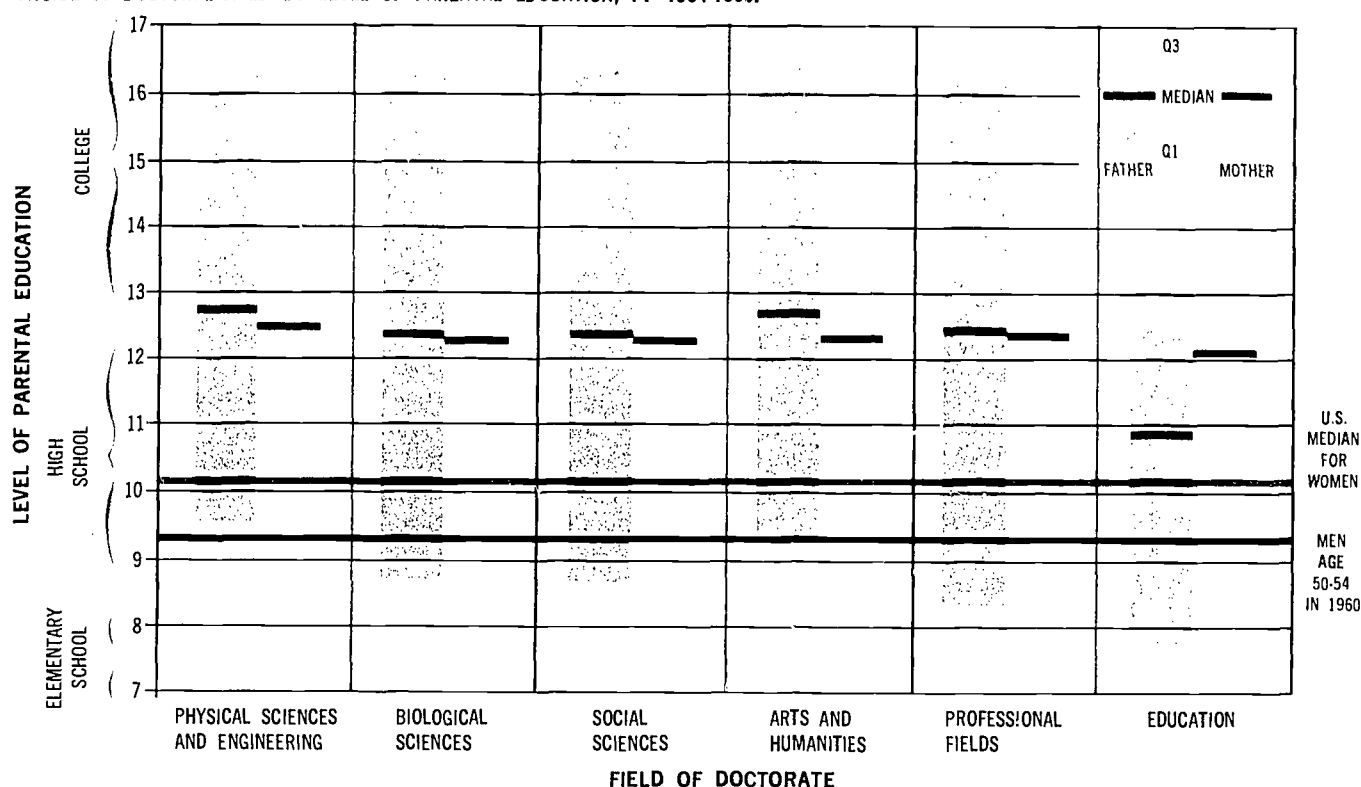 17
16
15
14
13
12
11
10
9
8
7
LEVEL OF PARENTAL EDUCATION
COLLEGE
HIGH
SCHOOL
ELEMENTARY
SCHOOL
Q3
MEDIAN
Q1
FATHER MOTHER
U.S.
MEDIAN
FOR
WOMEN
MEN
AGE
50-54
IN 1960
PHYSICAL SCIENCES
AND ENGINEERING
BIOLOGICAL
SCIENCES
SOCIAL
SCIENCES
ARTS AND
HUMANITIES
PROFESSIONAL
FIELDS
EDUCATION
FIELD OF DOCTORATE